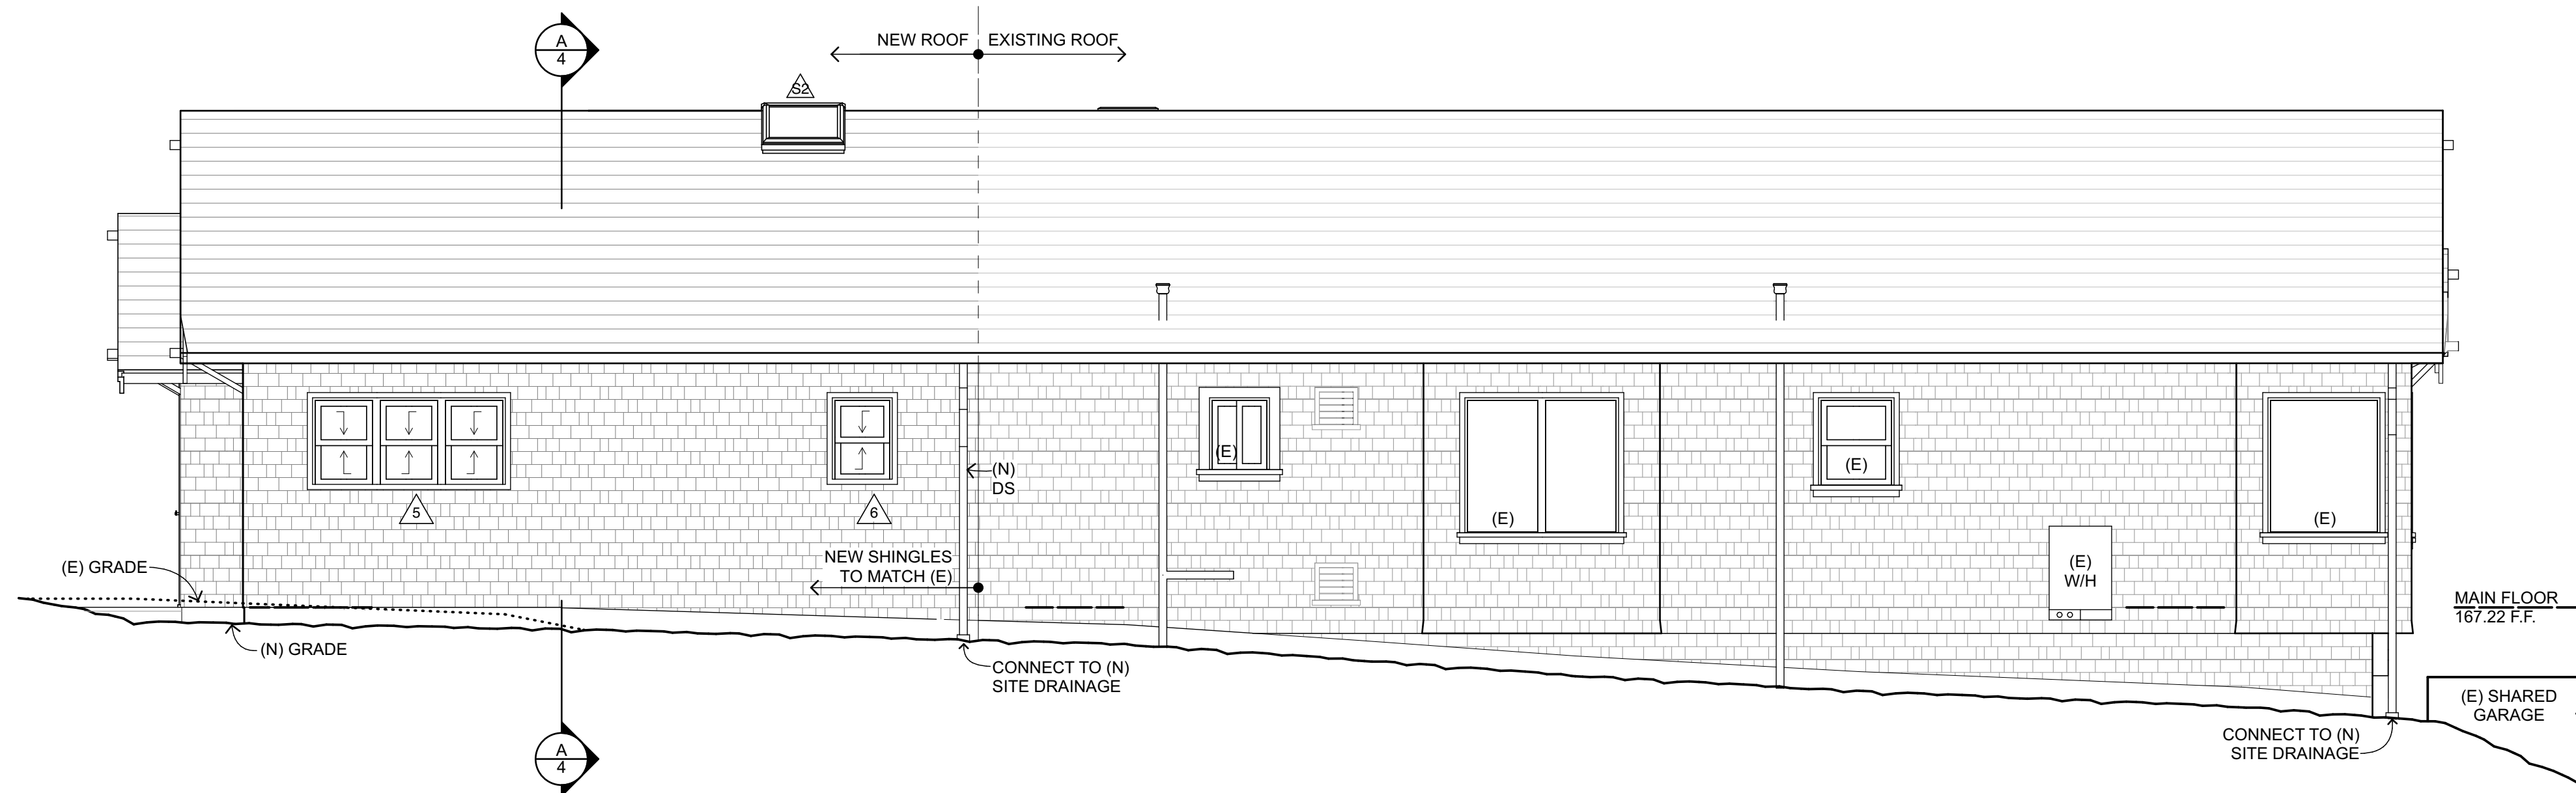 A
4
NEW ROOF
EXISTING ROOF
S2
(E)
(N)
DS
(E)
(E)
(E)
5
6
NEW SHINGLES
TO MATCH (E)
(E)
W/H
(E) GRADE
(N) GRADE
MAIN FLOOR
167.22 F.F.
CONNECT TO (N)
SITE DRAINAGE
(E) SHARED
GARAGE
CONNECT TO (N)
SITE DRAINAGE
A
4